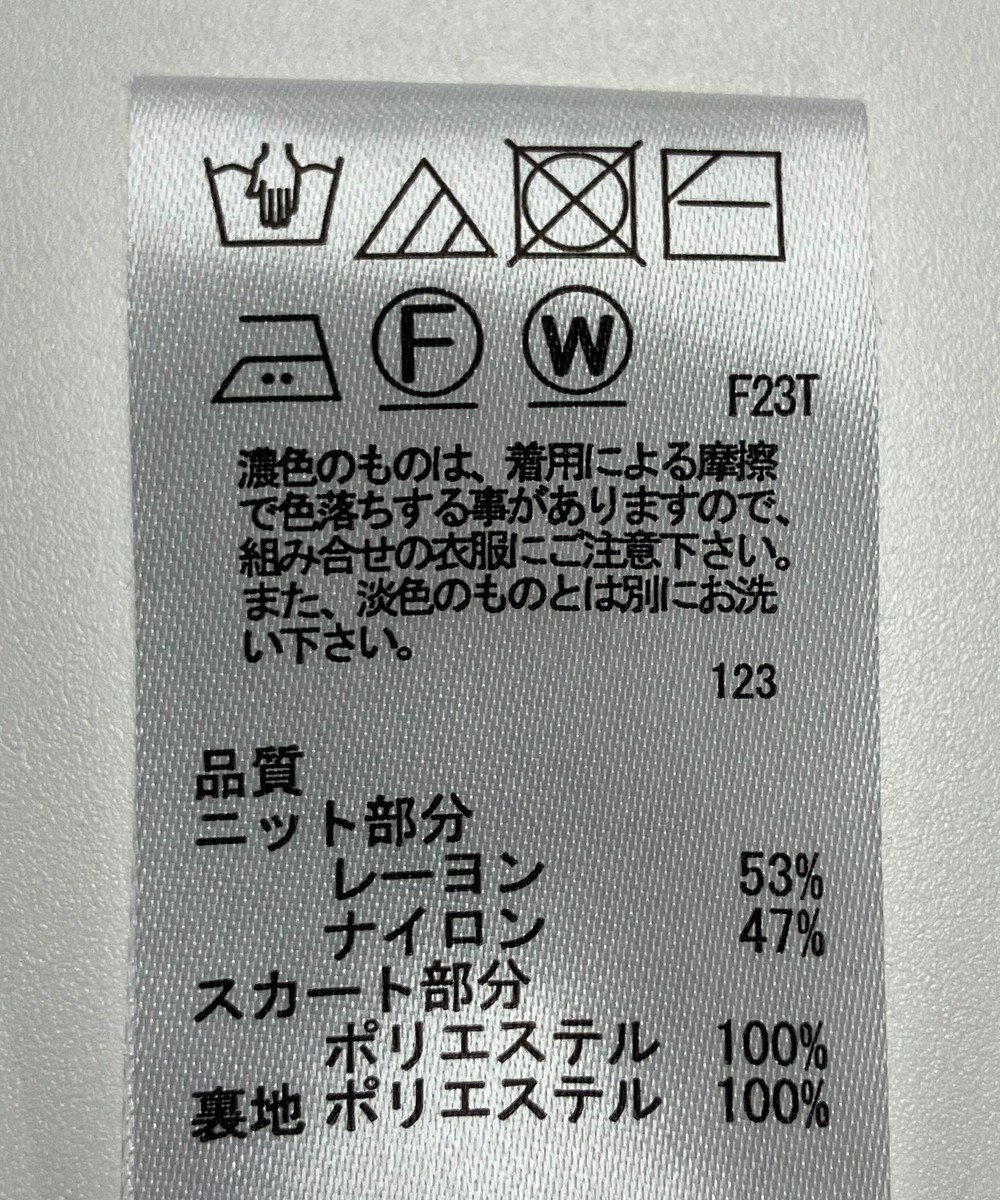 F W F23T
濃色のものは、着用による摩擦
で色落ちする事がありますので、
組み合せの衣服にご注意下さい。
また、淡色のものとは別にお洗
い下さい。
123
品質
ニット部分
レーヨン 53%
ナイロン 47%
スカート部分
ポリエステル 100%
裏地 ポリエステル 100%